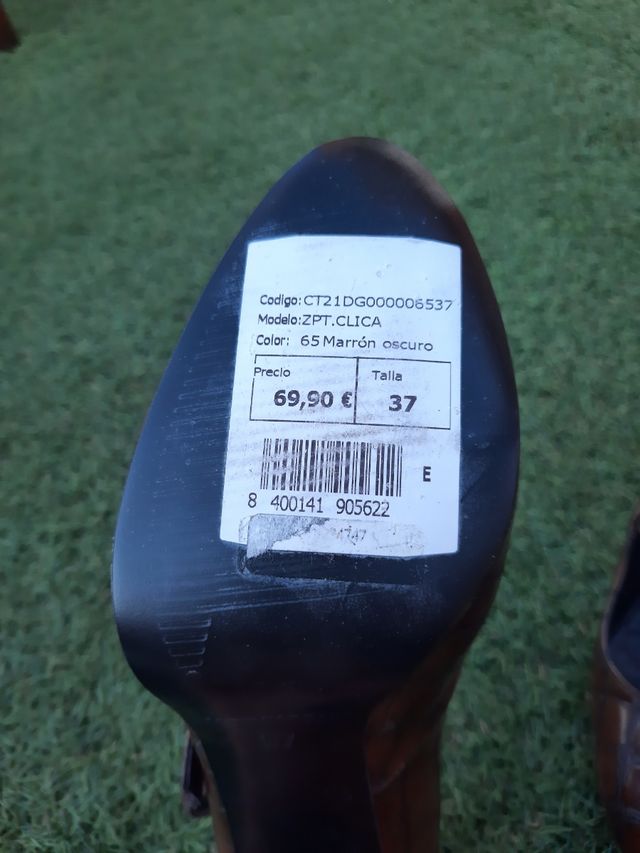 Codigo:CT21DG000006537
Modelo:ZPT.CLICA
Color: 65 Marrón oscuro
Precio Talla
69,90 € 37
E
8 400141 905622